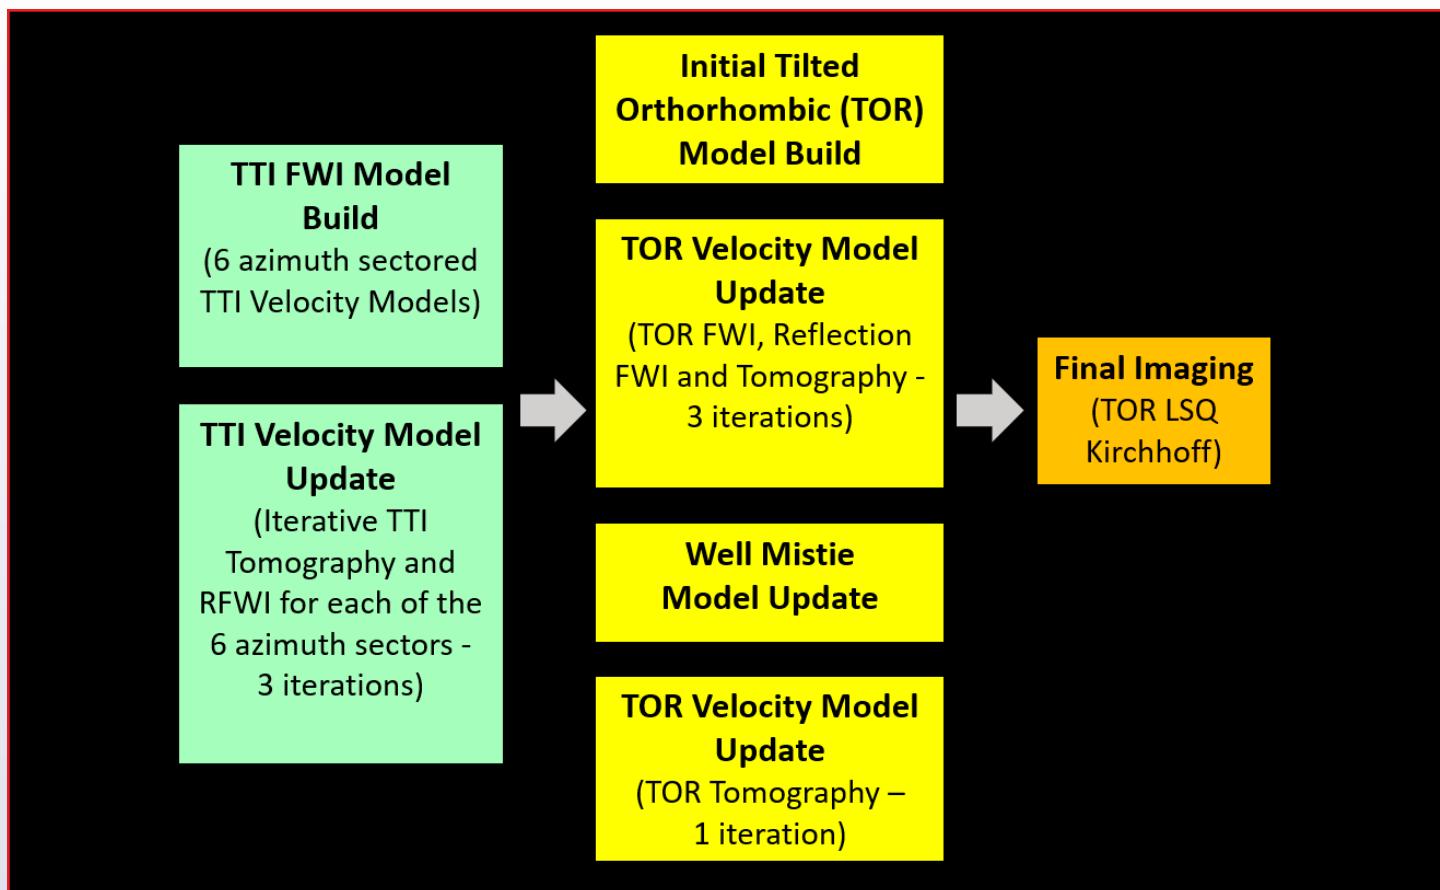 TTI FWI Model
Build
(6 azimuth sectored
TTI Velocity Models)
TTI Velocity Model
Update
(Iterative TTI
Tomography and
RFWI for each of the
6 azimuth sectors -
3 iterations)
Initial Tilted
Orthorhombic (TOR)
Model Build
TOR Velocity Model
Update
(TOR FWI, Reflection
FWI and Tomography -
3 iterations)
Well Mistie
Model Update
TOR Velocity Model
Update
(TOR Tomography –
1 iteration)
Final Imaging
(TOR LSQ
Kirchhoff)